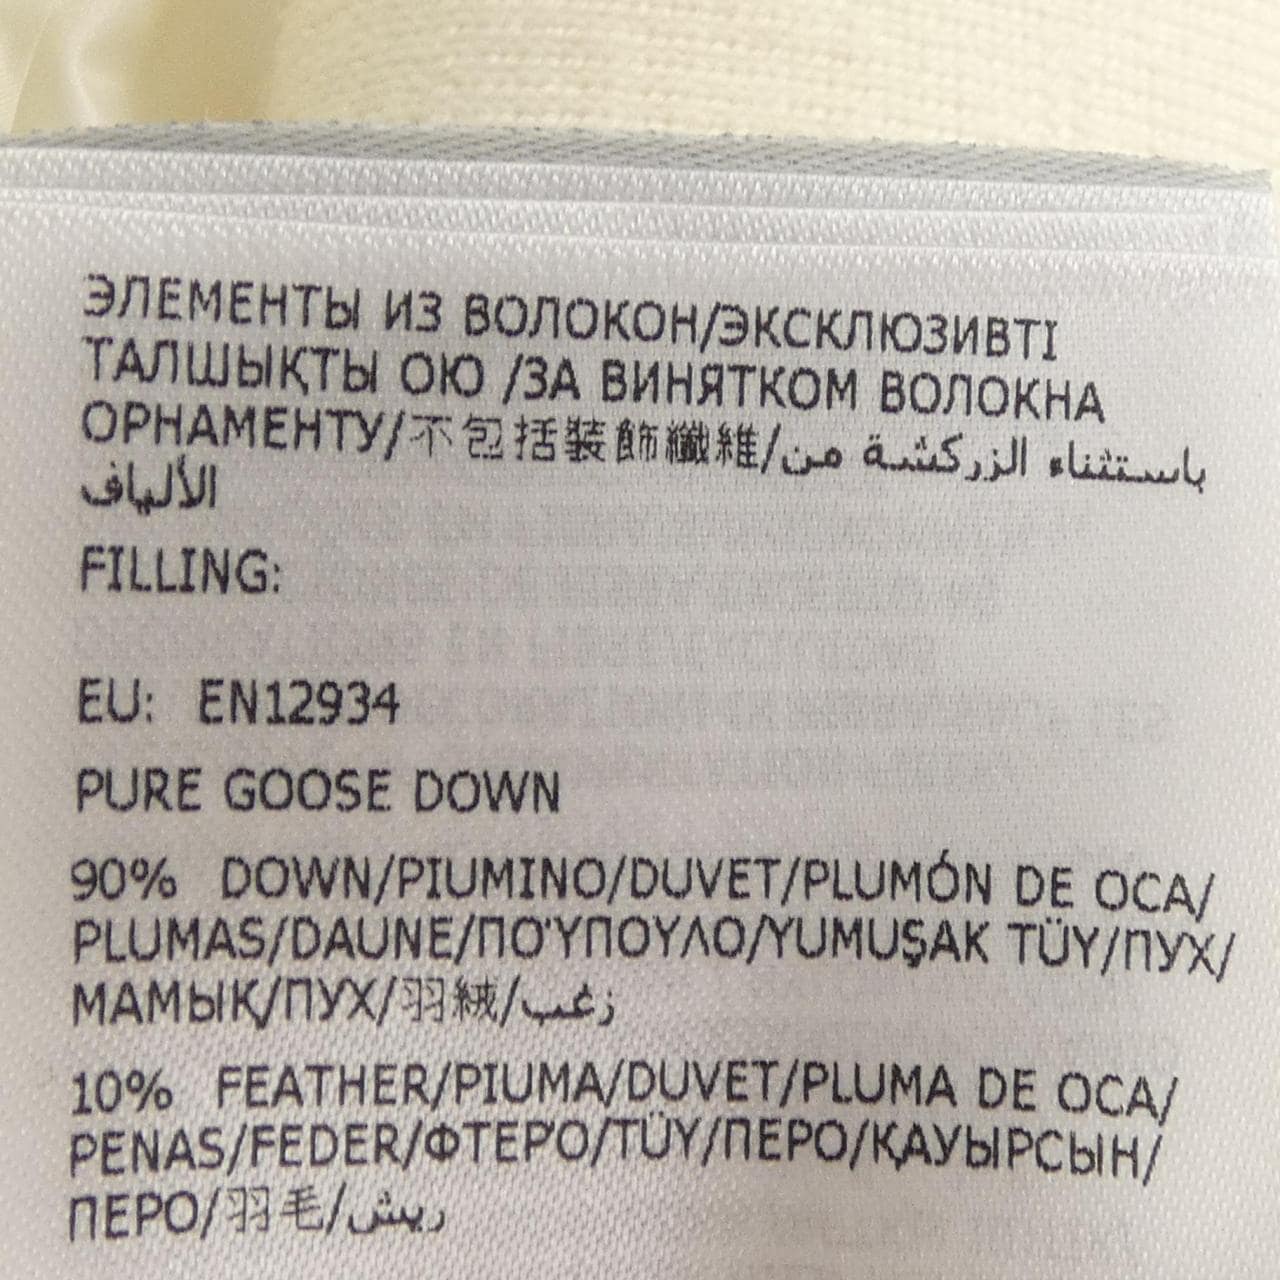 ЭЛЕМЕНТЫ ИЗ ВОЛОКОН/ЭКСКЛЮЗИВТІ
ТАЛШЫҚТЫ ОЮ /ЗА ВИНЯТКОМ ВОЛОКНА
ОРНАМЕНТУ/不包括裝飾纖維/باستثناء الزركشة من
الألياف
FILLING:
EU: EN12934
PURE GOOSE DOWN
90% DOWN/PIUMINO/DUVET/PLUMÓN DE OCA/
PLUMAS/DAUNE/ΠΟ'ΥΠΟΥΛΟ/YUMUŞAK TÜY/ПУХ/
МАМЫҚ/ПУХ/羽絨/زغب
10% FEATHER/PIUMA/DUVET/PLUMA DE OCA/
PENAS/FEDER/ΦΤΕΡ'Ο/TÜY/ПЕРО/ҚАУЫРСЫН/
ПЕРО/羽毛/ريش